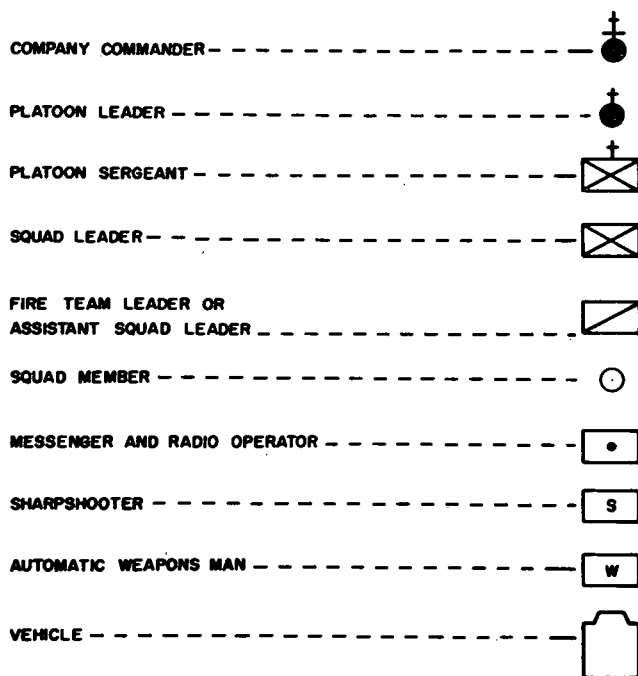 COMPANY COMMANDER
PLATOON LEADER
PLATOON SERGEANT
SQUAD LEADER
FIRE TEAM LEADER OR
ASSISTANT SQUAD LEADER
SQUAD MEMBER
MESSENGER AND RADIO OPERATOR
SHARPSHOOTER S
AUTOMATIC WEAPONS MAN W
VEHICLE